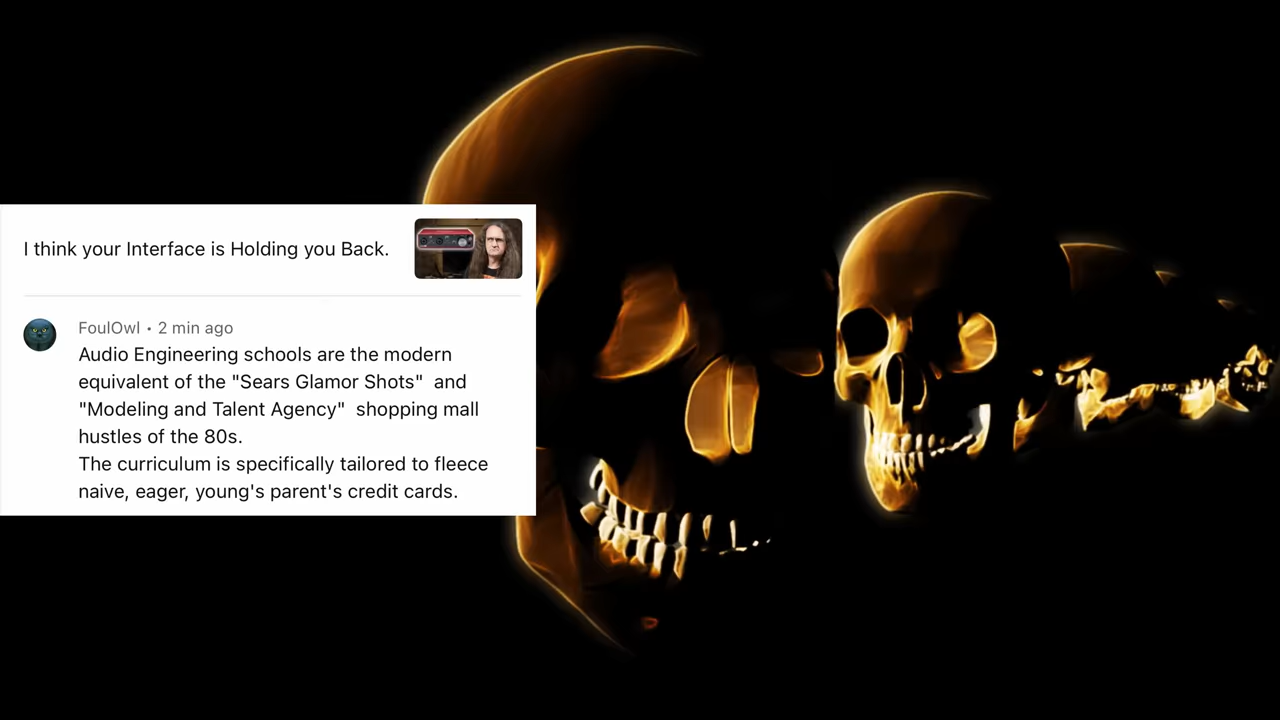 I think your Interface is Holding you Back.
FoulOwl • 2 min ago
Audio Engineering schools are the modern
equivalent of the "Sears Glamor Shots"  and
"Modeling and Talent Agency"  shopping mall
hustles of the 80s.
The curriculum is specifically tailored to fleece
naive, eager, young's parent's credit cards.